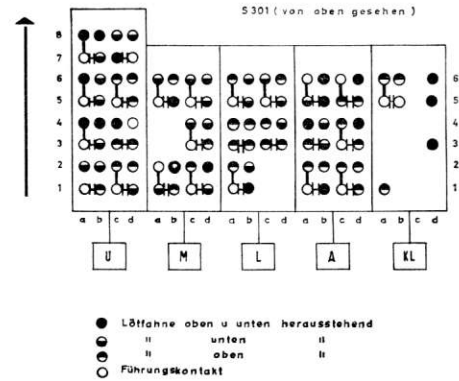 S301 (von oben gesehen)
8
7
6 6
5 5
4 4
3 3
2 2
1 1
a b c d a b c d a b c d a b c d a b c d
U M L A KL
Lötfahne oben u unten herausstehend
" unten "
" oben "
Führungskontakt